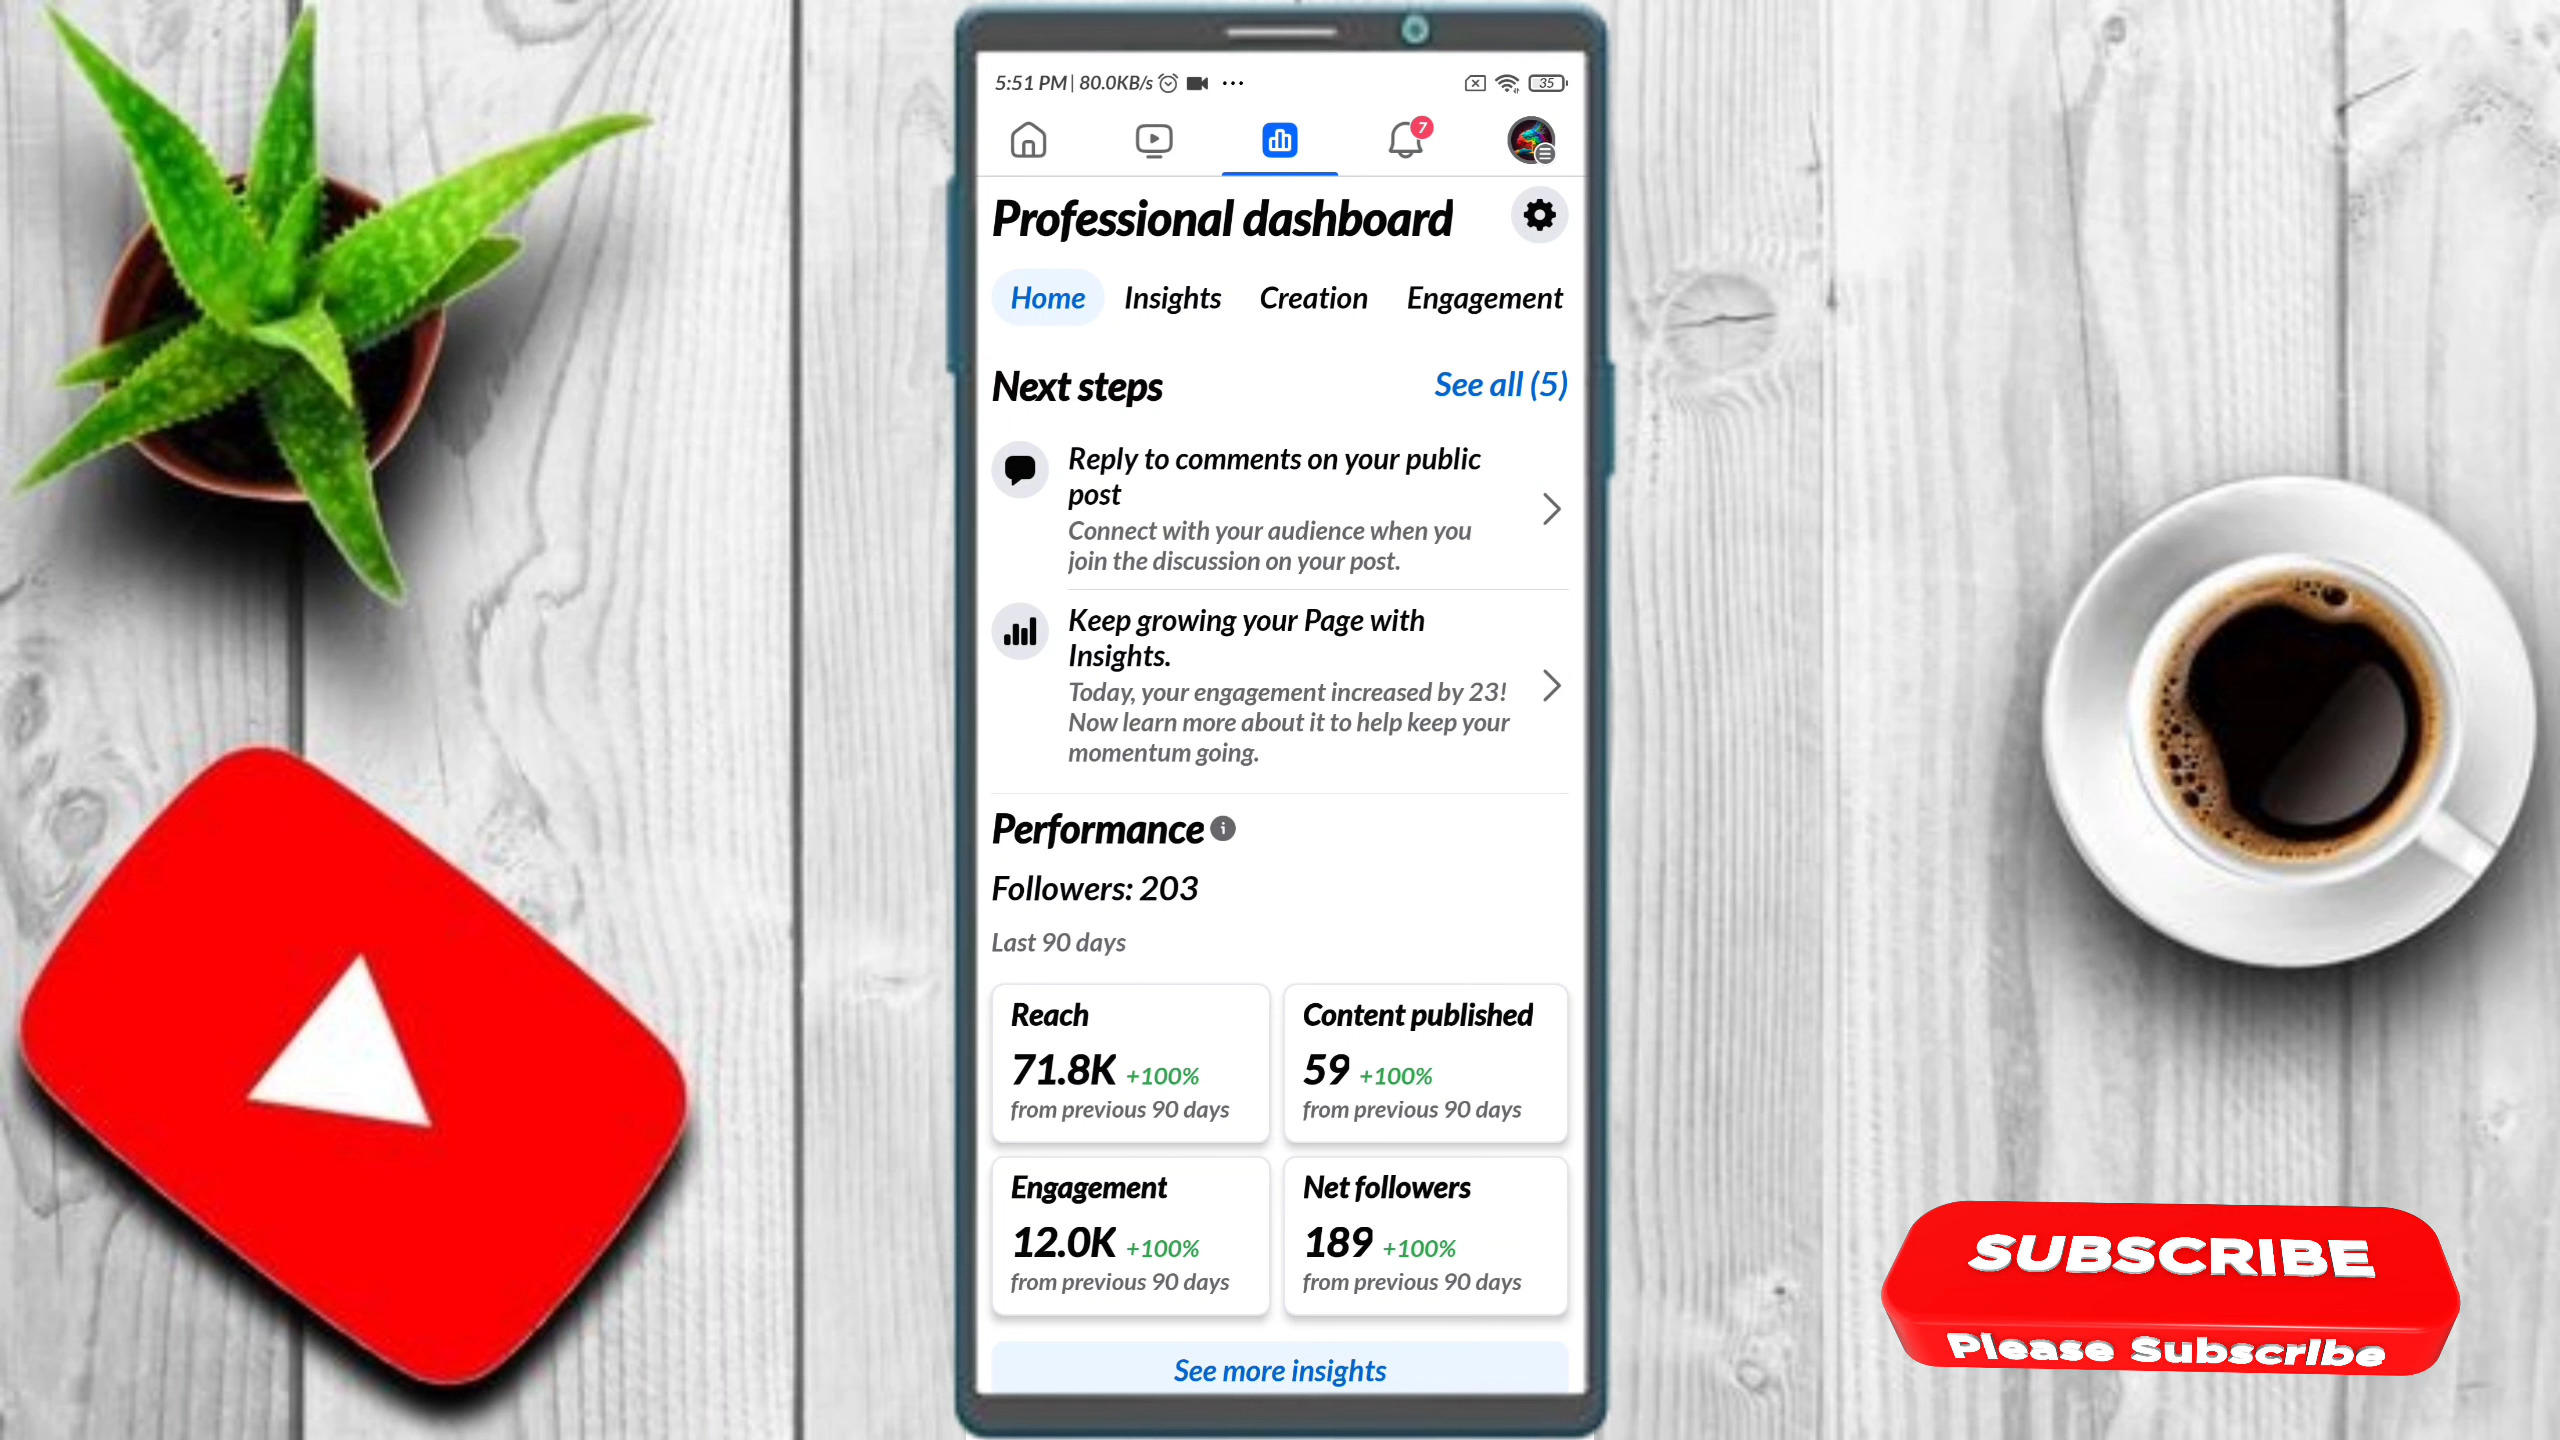 5:51 PM | 80.0KB/s
35
7
Professional dashboard
Home Insights Creation Engagement
Next steps See all (5)
Reply to comments on your public
post
Connect with your audience when you
join the discussion on your post.
Keep growing your Page with
Insights.
Today, your engagement increased by 23!
Now learn more about it to help keep your
momentum going.
Performance
Followers: 203
Last 90 days
Reach
71.8K +100%
from previous 90 days
Content published
59 +100%
from previous 90 days
Engagement
12.0K +100%
from previous 90 days
Net followers
189 +100%
from previous 90 days
See more insights
SUBSCRIBE
Please Subscribe